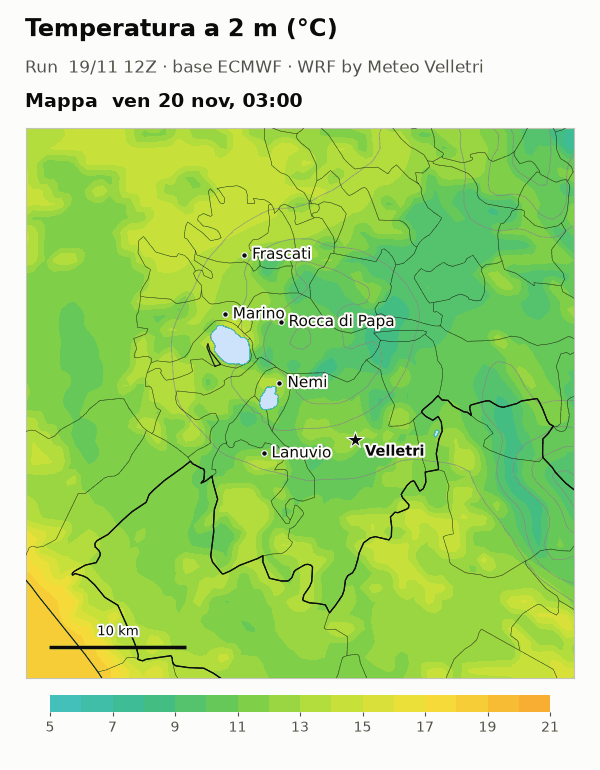 Temperatura a 2 m (°C)
Run  19/11 12Z · base ECMWF · WRF by Meteo Velletri
Mappa  ven 20 nov, 03:00
Frascati
Marino
Rocca di Papa
Nemi
Velletri
Lanuvio
10 km
5 7 9 11 13 15 17 19 21